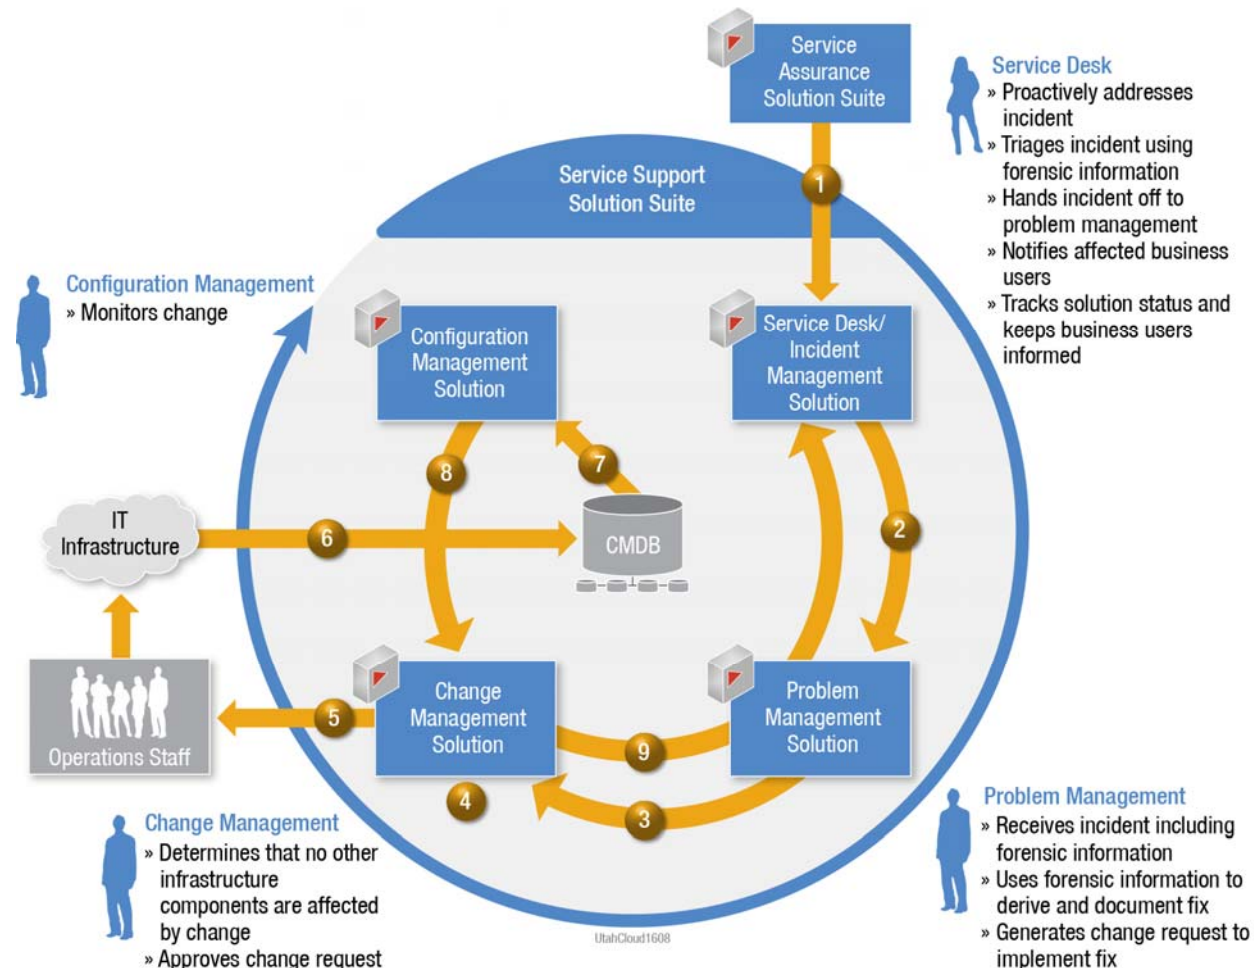 Service
Assurance
Solution Suite
Service Desk
» Proactively addresses
incident
» Triages incident using
forensic information
» Hands incident off to
problem management
» Notifies affected business
users
» Tracks solution status and
keeps business users
informed
1
Service Support
Solution Suite
Configuration Management
» Monitors change
Configuration
Management
Solution
Service Desk/
Incident
Management
Solution
8
7
2
IT
Infrastructure
6
CMDB
Change
Management
Solution
Problem
Management
Solution
5
Operations Staff
9
4
3
Change Management
» Determines that no other
infrastructure
components are affected
by change
» Approves change request
Problem Management
» Receives incident including
forensic information
» Uses forensic information to
derive and document fix
» Generates change request to
implement fix
UtahCloud1608